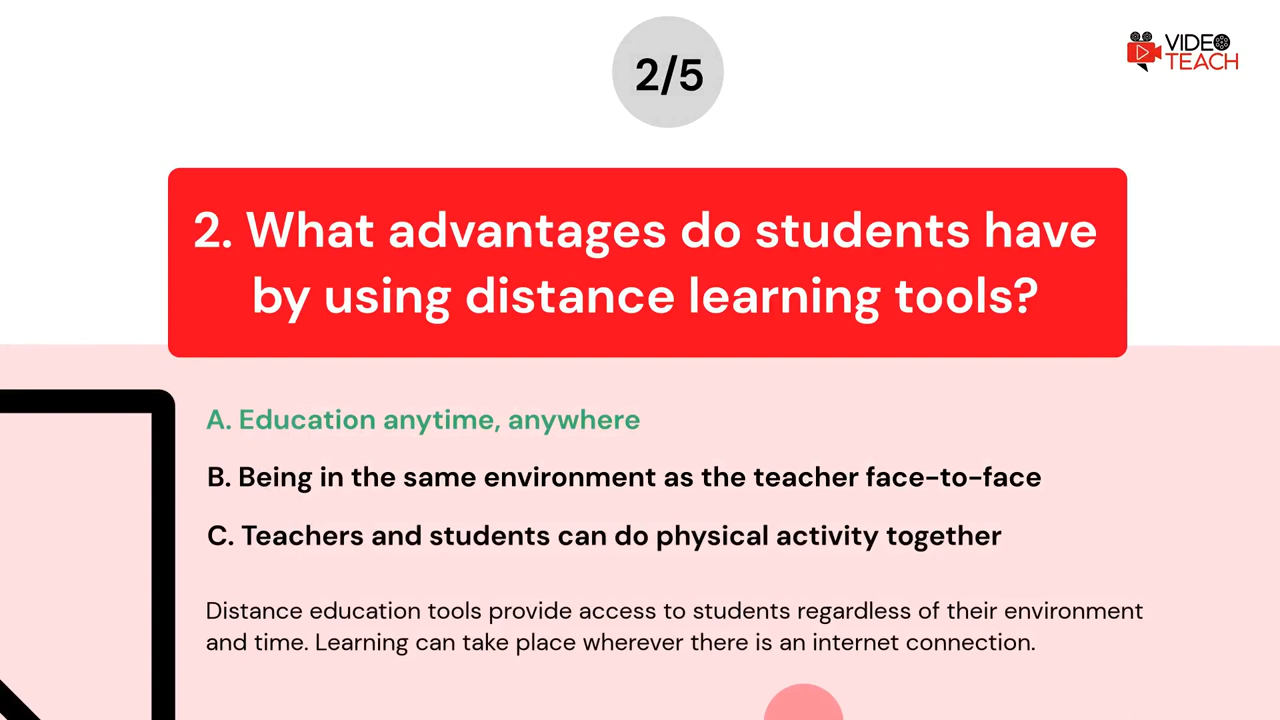 2/5
VIDEO
TEACH
2. What advantages do students have
by using distance learning tools?
A. Education anytime, anywhere
B. Being in the same environment as the teacher face-to-face
C. Teachers and students can do physical activity together
Distance education tools provide access to students regardless of their environment
and time. Learning can take place wherever there is an internet connection.